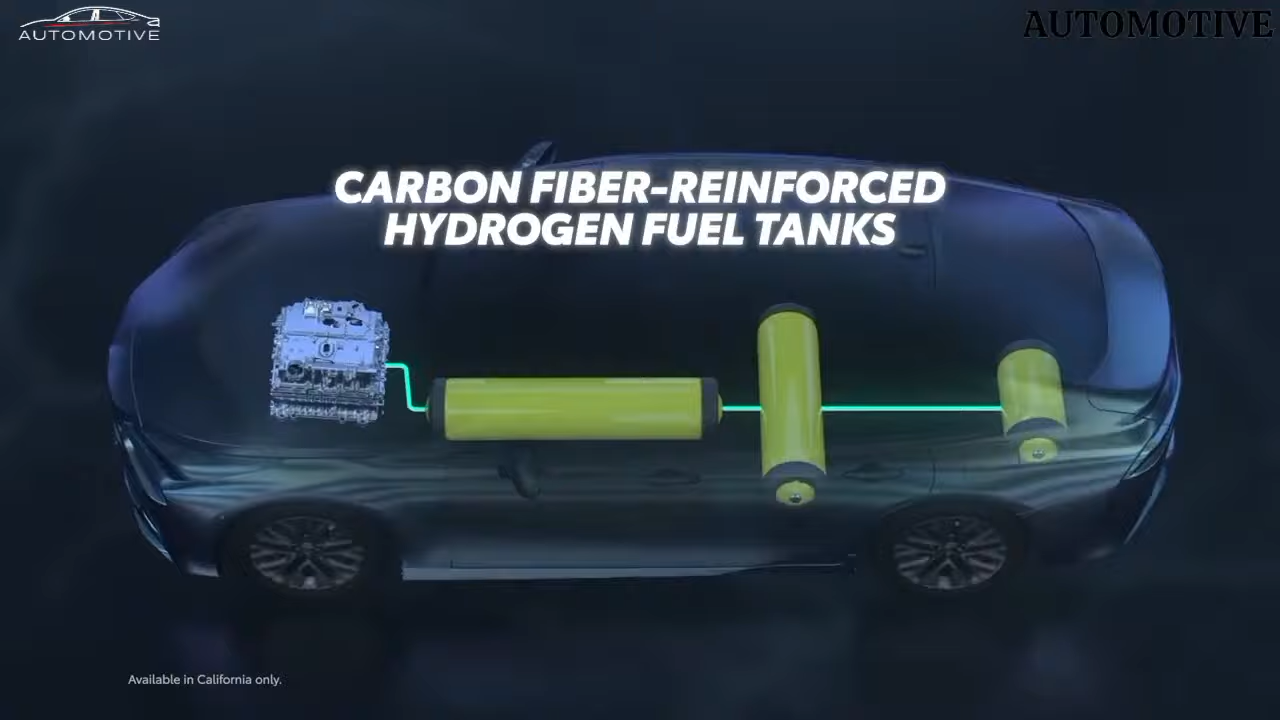 AUTOMOTIVE
AUTOMOTIVE
CARBON FIBER-REINFORCED
HYDROGEN FUEL TANKS
Available in California only.